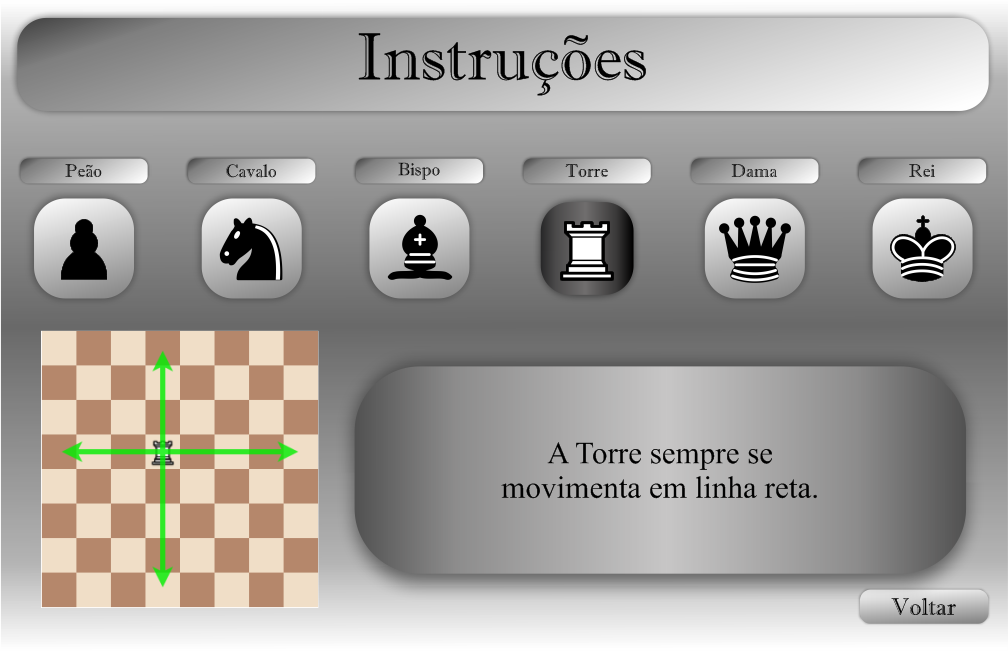 Instruções
Peão
Cavalo
Bispo
Torre
Dama
Rei
A Torre sempre se
movimenta em linha reta.
Voltar